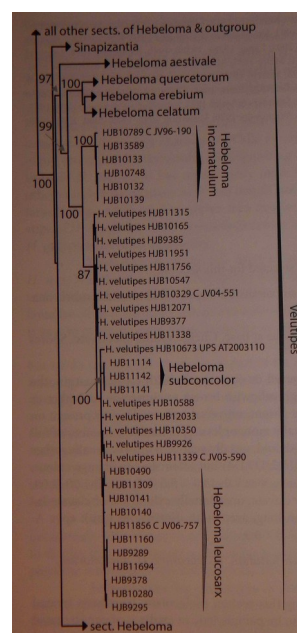 all other sects. of Hebeloma & outgroup
Sinapizantia
97
Hebeloma aestivale
100
Hebeloma quercetorum
Hebeloma erebium
99
Hebeloma celatum
100
HJB10789 C JV96-190
HJB13589
HJB10133
HJB10748
HJB10132
HJB10139
Hebeloma
incarnatulum
100
100
H. velutipes HJB11315
H. velutipes HJB10165
H. velutipes HJB9385
H. velutipes HJB11951
H. velutipes HJB11756
87
H. velutipes HJB10547
H. velutipes HJB10329 C JV04-551
H. velutipes HJB12071
H. velutipes HJB9377
H. velutipes HJB11338
Velutipes
H. velutipes HJB10673 UPS AT2003110
HJB11114
HJB11142
HJB11141
Hebeloma
subconcolor
100
H. velutipes HJB10588
H. velutipes HJB12033
H. velutipes HJB10350
H. velutipes HJB9926
H. velutipes HJB11339 C JV05-590
HJB10490
HJB11309
HJB10141
HJB10140
HJB11856 C JV06-757
HJB11160
HJB9289
HJB11694
HJB9378
HJB10280
HJB9295
Hebeloma leucosarx
sect. Hebeloma